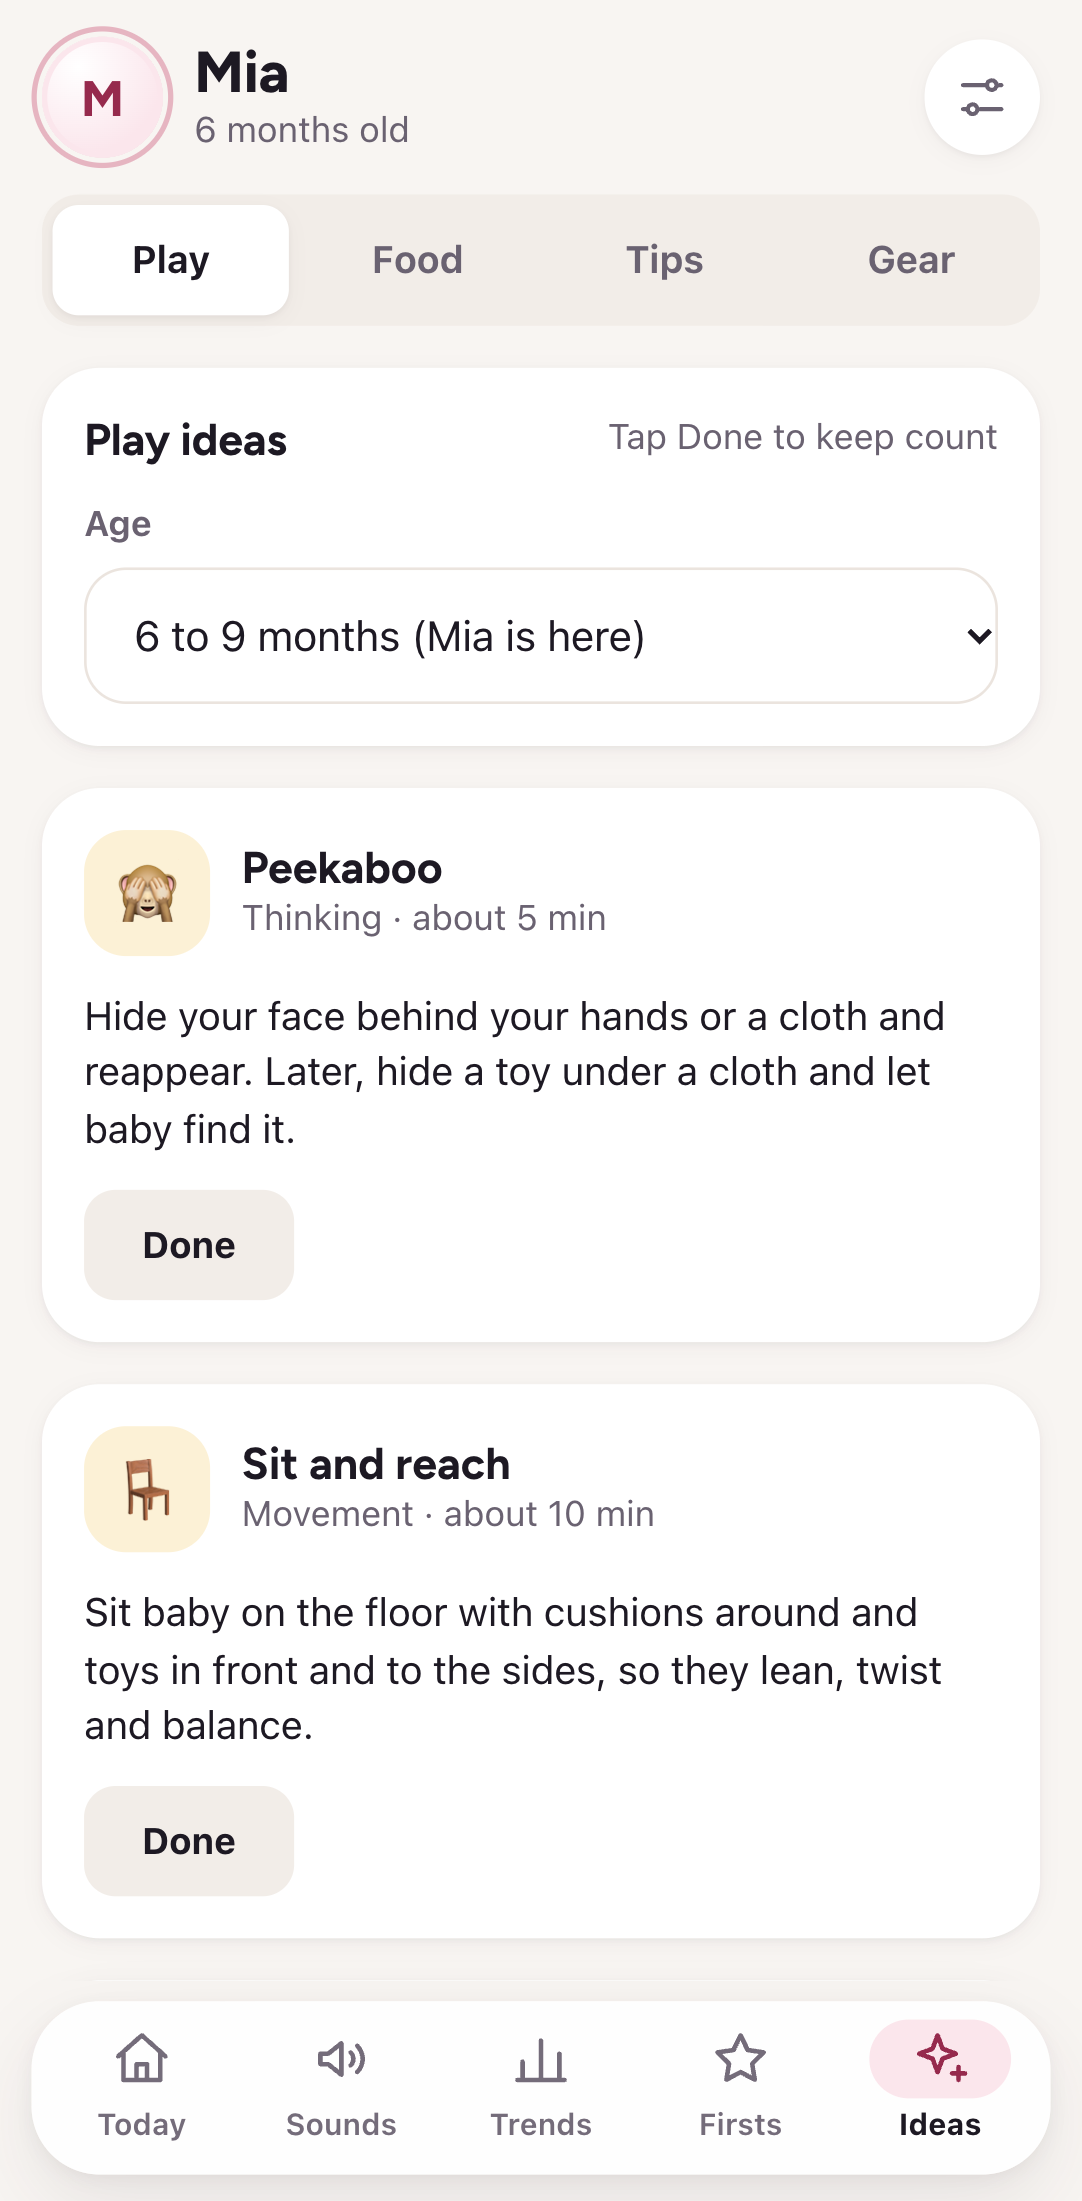 M
Mia
6 months old
Play
Food
Tips
Gear
Play ideas
Tap Done to keep count
Age
6 to 9 months (Mia is here)
Peekaboo
Thinking · about 5 min
Hide your face behind your hands or a cloth and
reappear. Later, hide a toy under a cloth and let
baby find it.
Done
Sit and reach
Movement · about 10 min
Sit baby on the floor with cushions around and
toys in front and to the sides, so they lean, twist
and balance.
Done
Today
Sounds
Trends
Firsts
Ideas